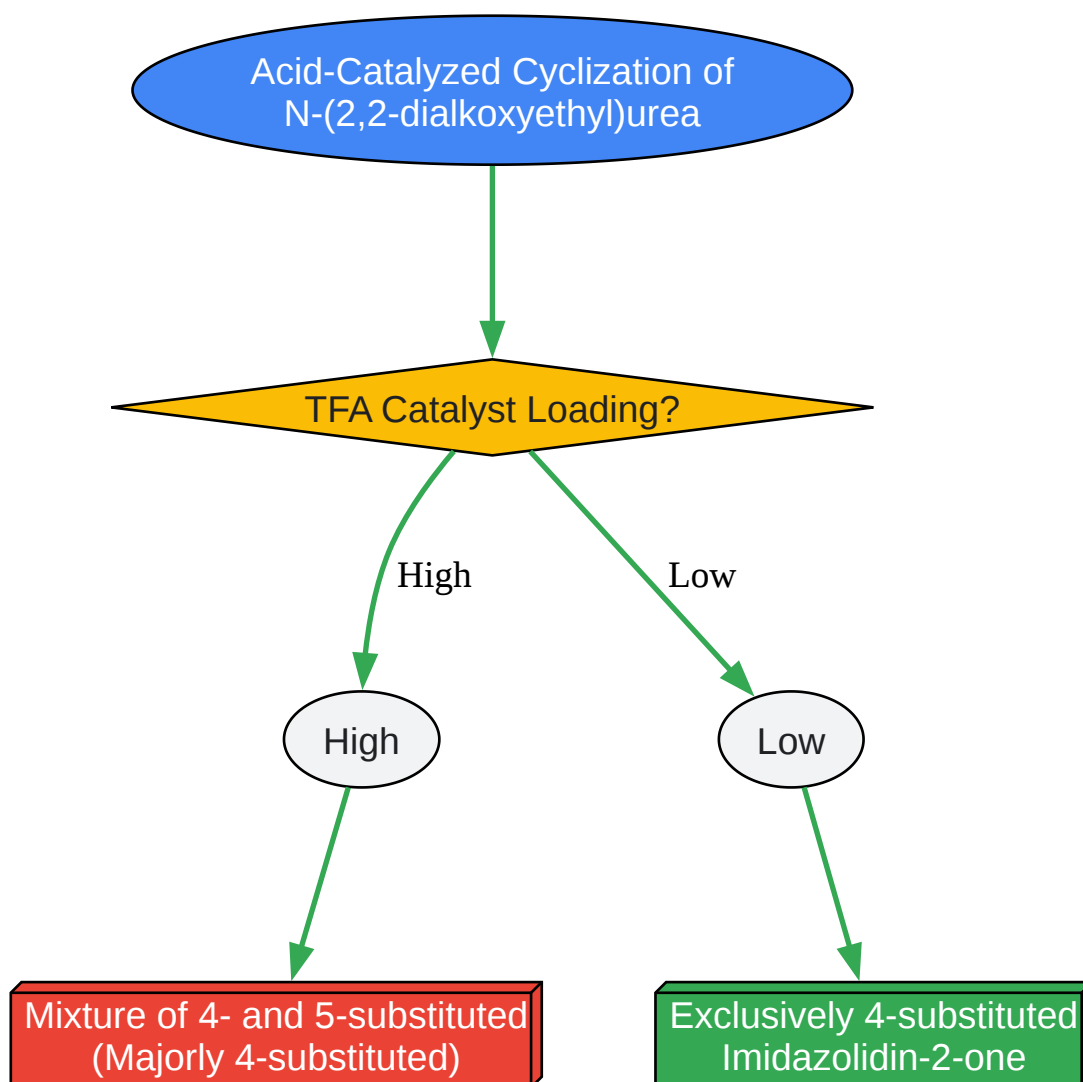 Acid-Catalyzed Cyclization of
N-(2,2-dialkoxyethyl)urea
TFA Catalyst Loading?
High
Low
High
Low
Mixture of 4- and 5-substituted
(Majorly 4-substituted)
Exclusively 4-substituted
Imidazolidin-2-one